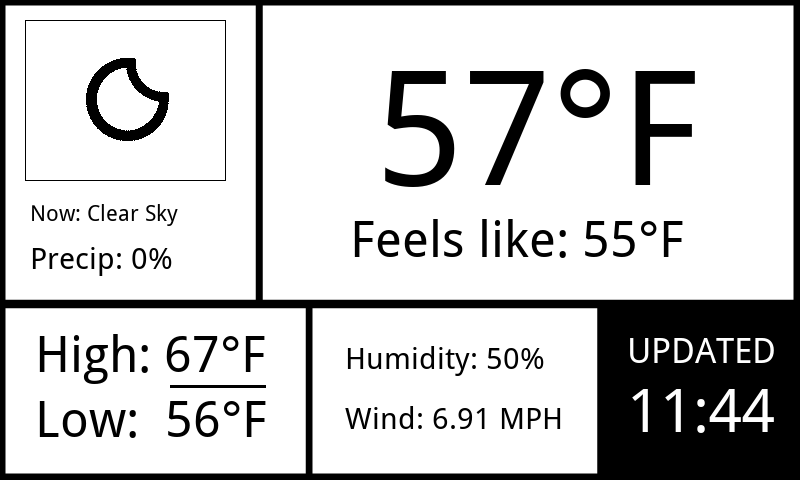 Now: Clear Sky
Precip: 0%
57°F
Feels like: 55°F
High: 67°F
Low: 56°F
Humidity: 50%
Wind: 6.91 MPH
UPDATED
11:44